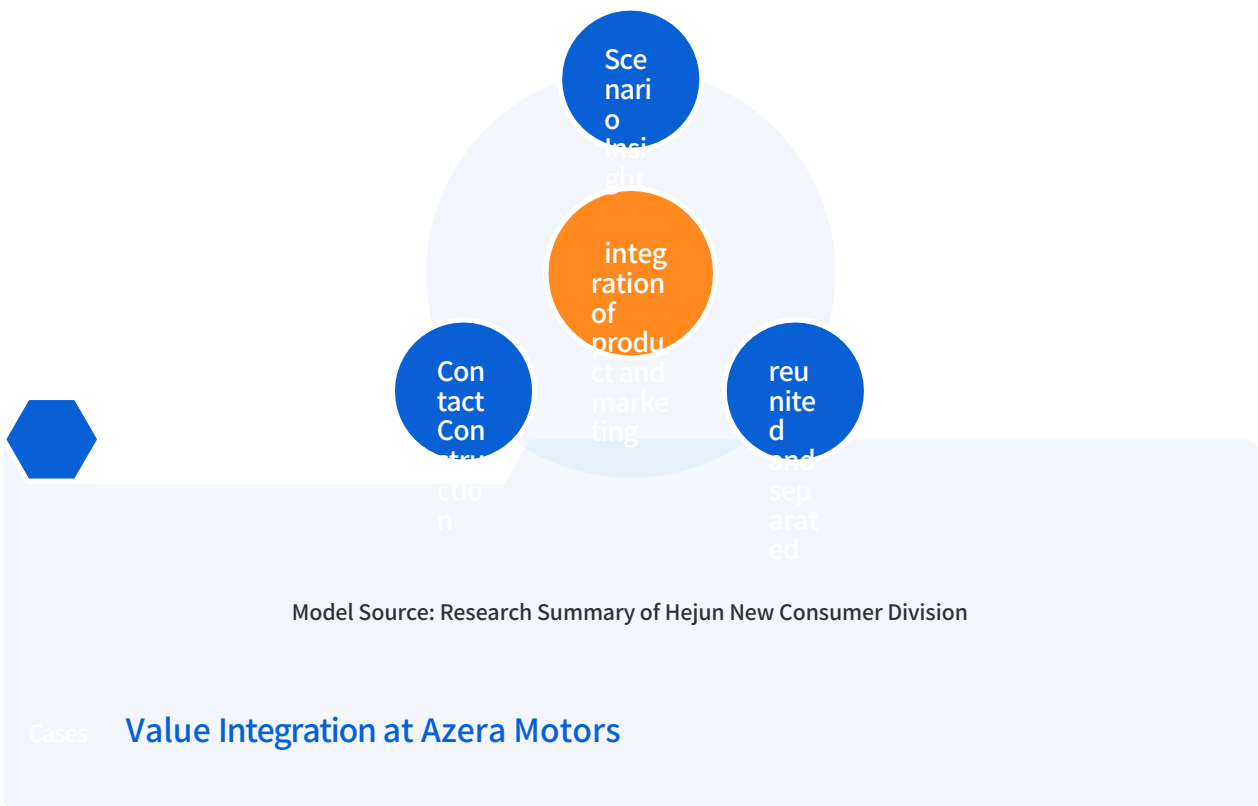 Sce
nari
o
Insi
ght
integ
ration
of
produ
ct and
marke
ting
Con
tact
Con
stru
ctio
n
reu
nite
d
and
sep
arat
ed
Model Source: Research Summary of Hejun New Consumer Division
Cases
Value Integration at Azera Motors